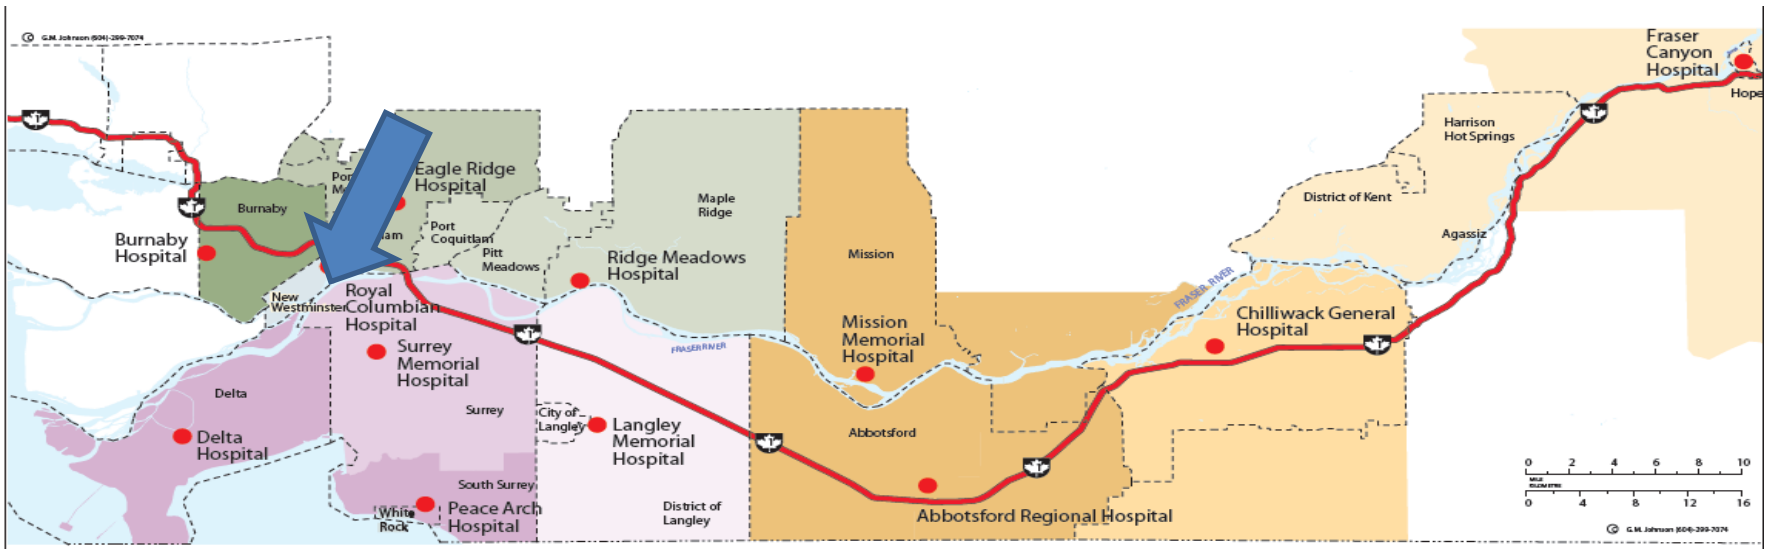 G.M. Johnson (604)-299-7074
Fraser
Canyon
Hospital
Hope
Harrison
Hot Springs
Eagle Ridge
Hospital
Burnaby
Maple
Ridge
District of Kent
Port
Coquitlam
Agassiz
Burnaby
Hospital
Pitt
Meadows
Ridge Meadows
Hospital
Mission
FRASER RIVER
New
Westminster
Royal
Columbian
Hospital
Chilliwack General
Hospital
Mission
Memorial
Hospital
FRASER RIVER
Surrey
Memorial
Hospital
Delta
Surrey
City of
Langley
Langley
Memorial
Hospital
Abbotsford
Delta
Hospital
South Surrey
Peace Arch
Hospital
White
Rock
District of
Langley
Abbotsford Regional Hospital
0 2 4 6 8 10
MILE
KILOMETRE
0 4 8 12 16
G.M. Johnson (604)-299-7074